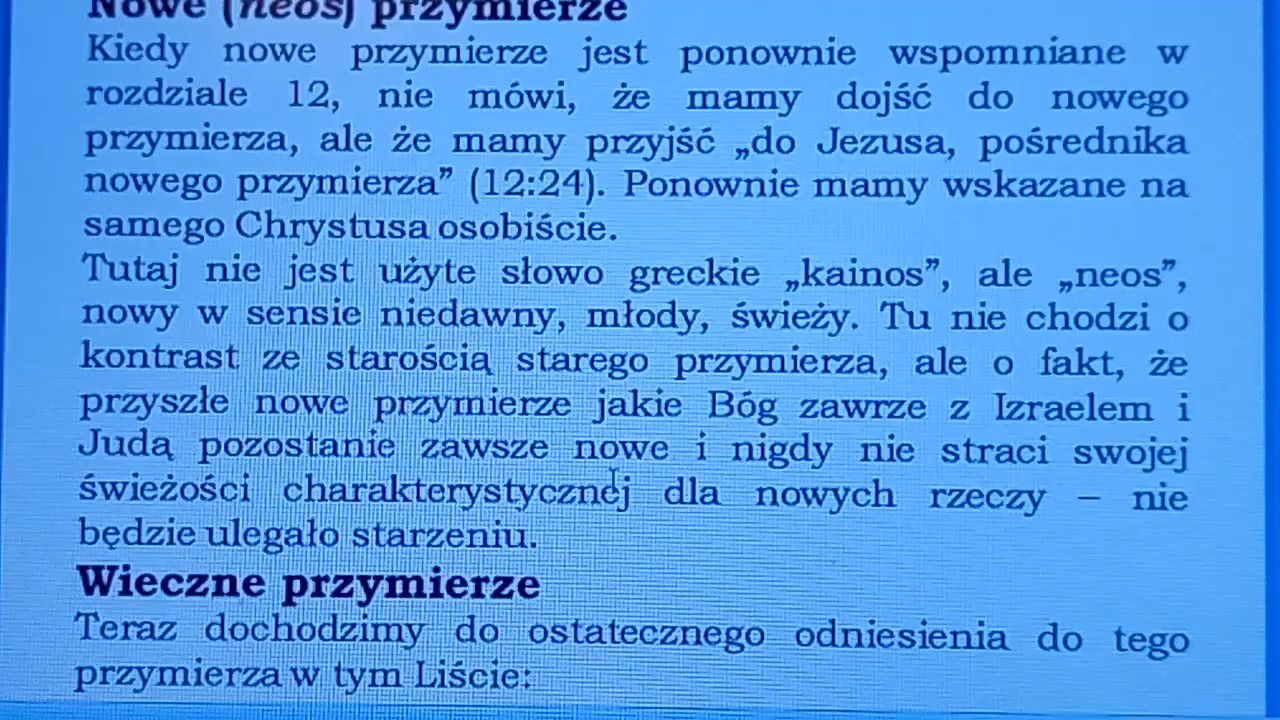 Nowe (neos) przymierze
Kiedy nowe przymierze jest ponownie wspomniane w
rozdziale 12, nie mówi, że mamy dojść do nowego
przymierza, ale że mamy przyjść „do Jezusa, pośrednika
nowego przymierza” (12:24). Ponownie mamy wskazane na
samego Chrystusa osobiście.
Tutaj nie jest użyte słowo greckie „kainos”, ale „neos”,
nowy w sensie niedawny, młody, świeży. Tu nie chodzi o
kontrast ze starością starego przymierza, ale o fakt, że
przyszłe nowe przymierze jakie Bóg zawrze z Izraelem i
Judą pozostanie zawsze nowe i nigdy nie straci swojej
świeżości charakterystycznej dla nowych rzeczy – nie
będzie ulegało starzeniu.
Wieczne przymierze
Teraz dochodzimy do ostatecznego odniesienia do tego
przymierza w tym Liście: